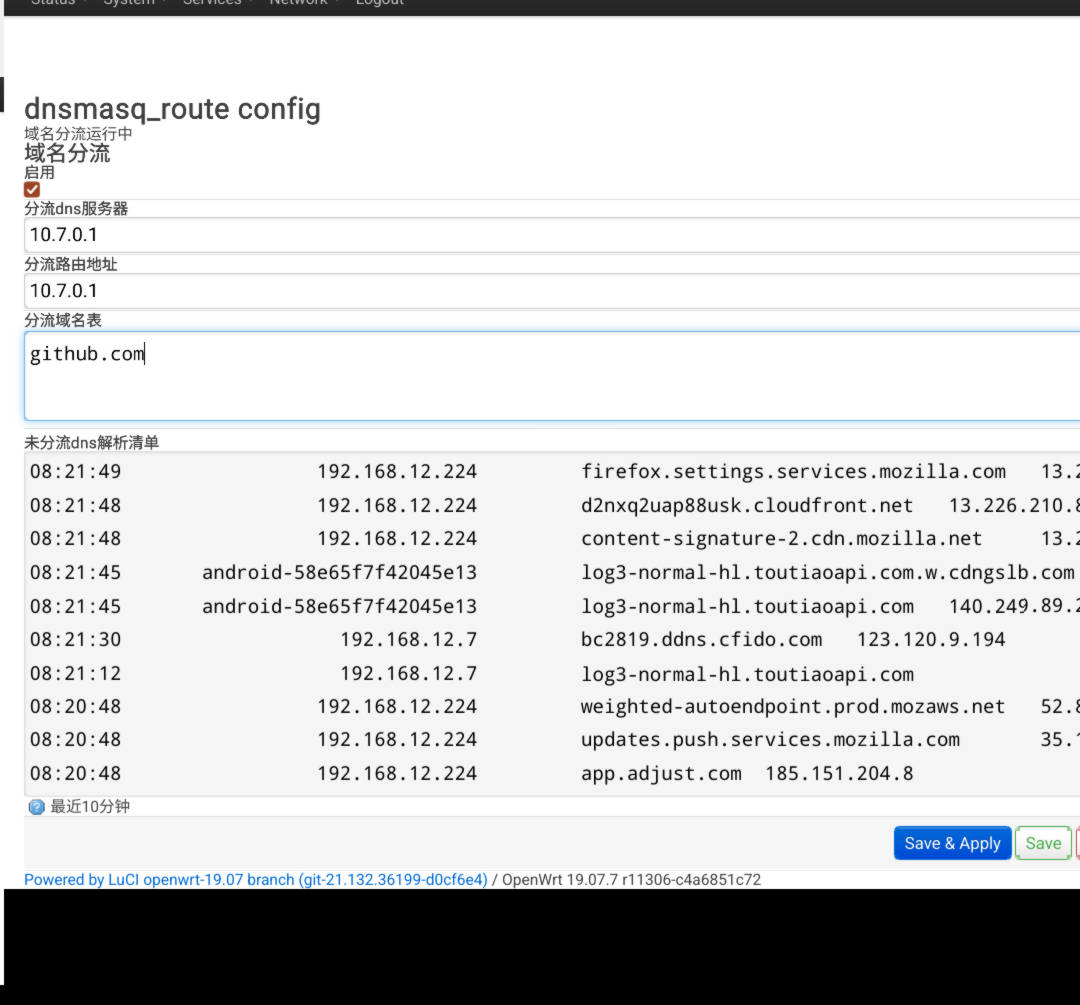 Status System Services Network Logout
dnsmasq_route config
域名分流运行中
域名分流
启用
分流dns服务器
10.7.0.1
分流路由地址
10.7.0.1
分流域名表
github.com
未分流dns解析清单
08:21:49 192.168.12.224 firefox.settings.services.mozilla.com 13.2
08:21:48 192.168.12.224 d2nxq2uap88usk.cloudfront.net 13.226.210.8
08:21:48 192.168.12.224 content-signature-2.cdn.mozilla.net 13.2
08:21:45 android-58e65f7f42045e13 log3-normal-hl.toutiaoapi.com.w.cdngslb.com
08:21:45 android-58e65f7f42045e13 log3-normal-hl.toutiaoapi.com 140.249.89.2
08:21:30 192.168.12.7 bc2819.ddns.cfido.com 123.120.9.194
08:21:12 192.168.12.7 log3-normal-hl.toutiaoapi.com
08:20:48 192.168.12.224 weighted-autoendpoint.prod.mozaws.net 52.8
08:20:48 192.168.12.224 updates.push.services.mozilla.com 35.1
08:20:48 192.168.12.224 app.adjust.com 185.151.204.8
最近10分钟
Save & Apply Save
Powered by LuCI openwrt-19.07 branch (git-21.132.36199-d0cf6e4) / OpenWrt 19.07.7 r11306-c4a6851c72